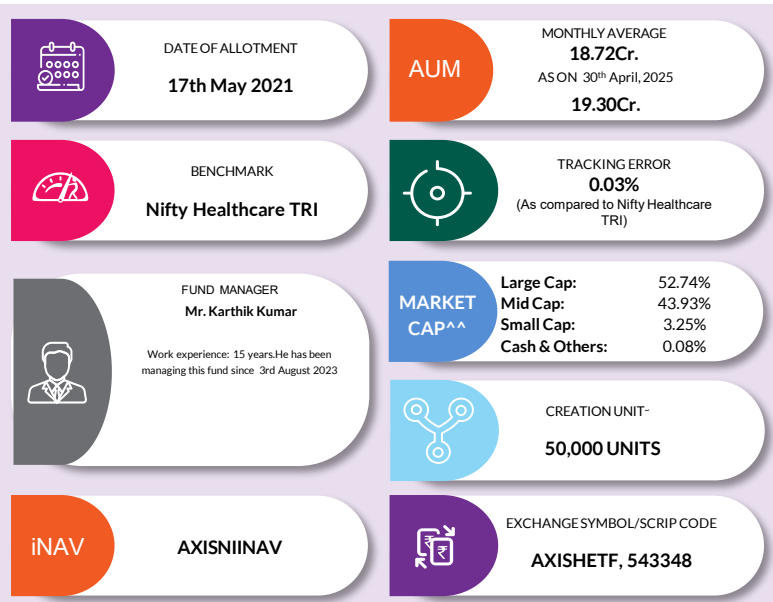 DATE OF ALLOTMENT
17th May 2021
AUM
MONTHLY AVERAGE
18.72Cr.
AS ON 30th April, 2025
19.30Cr.
BENCHMARK
Nifty Healthcare TRI
TRACKING ERROR
0.03%
(As compared to Nifty Healthcare
TRI)
FUND MANAGER
Mr. Karthik Kumar
Work experience: 15 years.He has been
managing this fund since 3rd August 2023
MARKET
CAP^^
Large Cap: 52.74%
Mid Cap: 43.93%
Small Cap: 3.25%
Cash & Others: 0.08%
CREATION UNIT~
50,000 UNITS
iNAV
AXISNIINAV
EXCHANGE SYMBOL/SCRIP CODE
AXISHETF, 543348